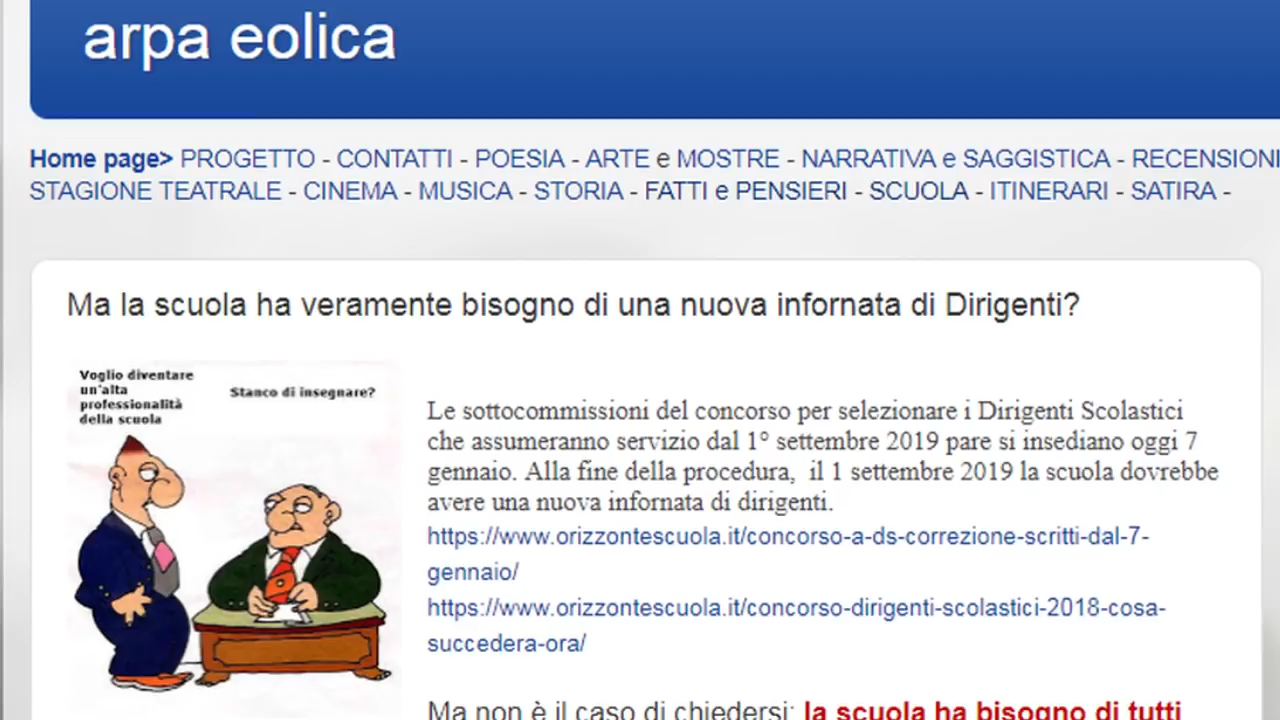 arpa eolica
Home page> PROGETTO - CONTATTI - POESIA - ARTE e MOSTRE - NARRATIVA e SAGGISTICA - RECENSIONI
STAGIONE TEATRALE - CINEMA - MUSICA - STORIA - FATTI e PENSIERI - SCUOLA - ITINERARI - SATIRA -
Ma la scuola ha veramente bisogno di una nuova infornata di Dirigenti?
Voglio diventare
un'alta
professionalità
della scuola
Stanco di insegnare?
Le sottocommissioni del concorso per selezionare i Dirigenti Scolastici
che assumeranno servizio dal 1° settembre 2019 pare si insediano oggi 7
gennaio. Alla fine della procedura, il 1 settembre 2019 la scuola dovrebbe
avere una nuova infornata di dirigenti.
https://www.orizzontescuola.it/concorso-a-ds-correzione-scritti-dal-7-
gennaio/
https://www.orizzontescuola.it/concorso-dirigenti-scolastici-2018-cosa-
succedera-ora/
Ma non è il caso di chiedersi: la scuola ha bisogno di tutti